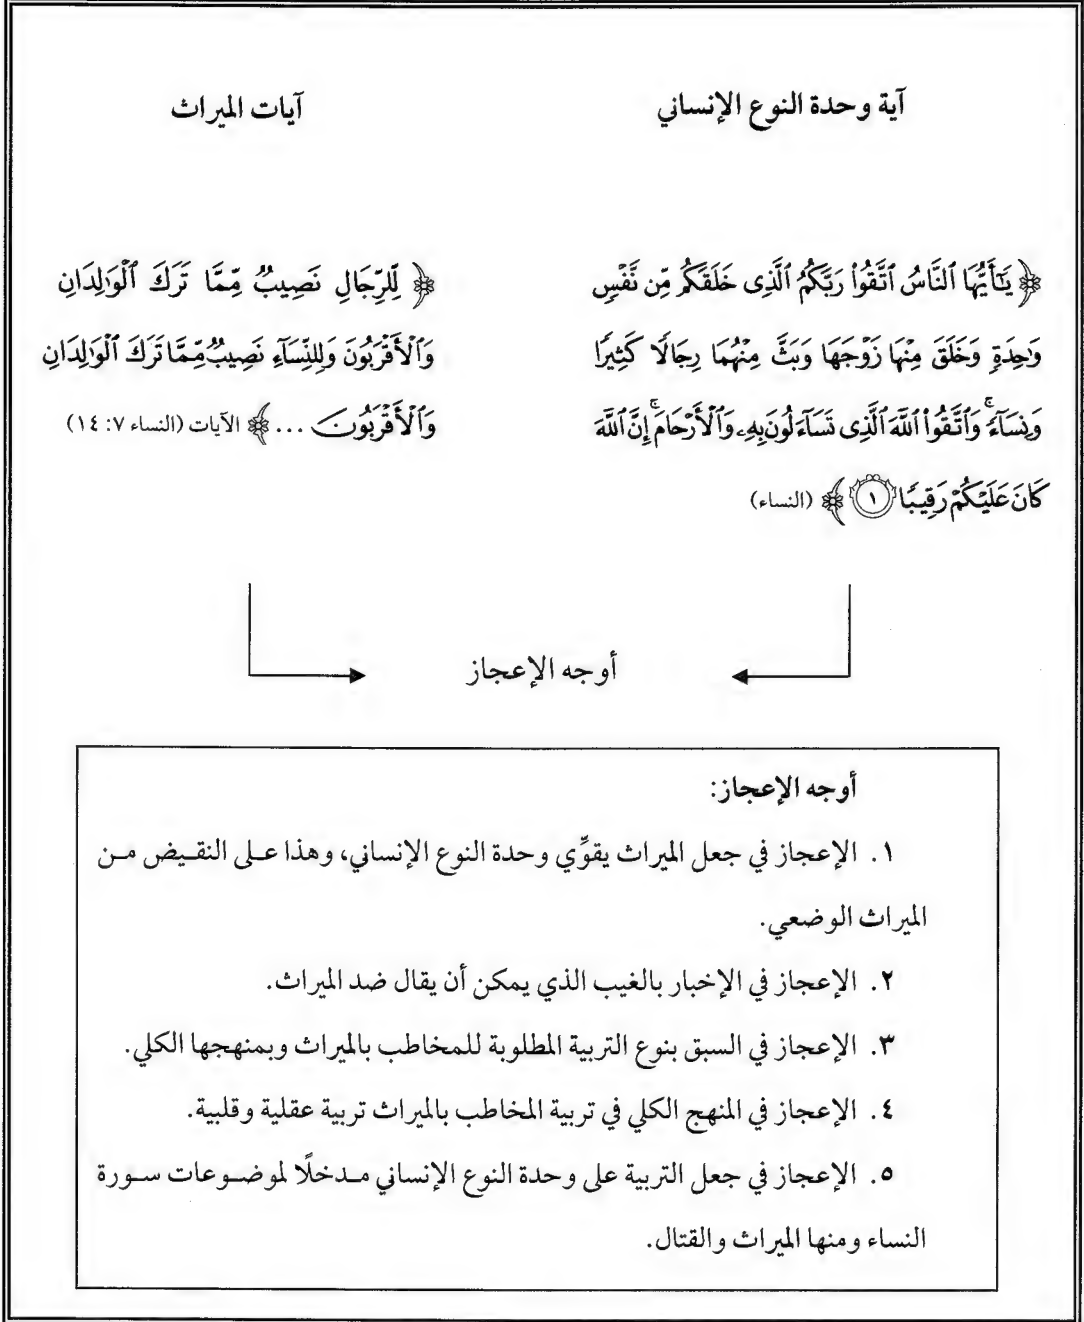 آية وحدة النوع الإنساني
﴿ يَٰٓأَيُّهَا ٱلنَّاسُ ٱتَّقُوا۟ رَبَّكُمُ ٱلَّذِى خَلَقَكُم مِّن نَّفْسٍ
وَٰحِدَةٍ وَخَلَقَ مِنْهَا زَوْجَهَا وَبَثَّ مِنْهُمَا رِجَالًا كَثِيرًا
وَنِسَآءً ۚ وَٱتَّقُوا۟ ٱللَّهَ ٱلَّذِى تَسَآءَلُونَ بِهِۦ وَٱلْأَرْحَامَ ۚ إِنَّ ٱللَّهَ
كَانَ عَلَيْكُمْ رَقِيبًا ١ ﴾ (النساء)
آيات الميراث
﴿ لِّلرِّجَالِ نَصِيبٌ مِّمَّا تَرَكَ ٱلْوَٰلِدَانِ
وَٱلْأَقْرَبُونَ وَلِلنِّسَآءِ نَصِيبٌ مِّمَّا تَرَكَ ٱلْوَٰلِدَانِ
وَٱلْأَقْرَبُونَ ... ﴾ الآيات (النساء ٧: ١٤)
أوجه الإعجاز
أوجه الإعجاز:
١. الإعجاز في جعل الميراث يقوِّي وحدة النوع الإنساني، وهذا على النقيض من
الميراث الوضعي.
٢. الإعجاز في الإخبار بالغيب الذي يمكن أن يقال ضد الميراث.
٣. الإعجاز في السبق بنوع التربية المطلوبة للمخاطب بالميراث وبمنهجها الكلي.
٤. الإعجاز في المنهج الكلي في تربية المخاطب بالميراث تربية عقلية وقلبية.
٥. الإعجاز في جعل التربية على وحدة النوع الإنساني مدخلًا لموضوعات سورة
النساء ومنها الميراث والقتال.